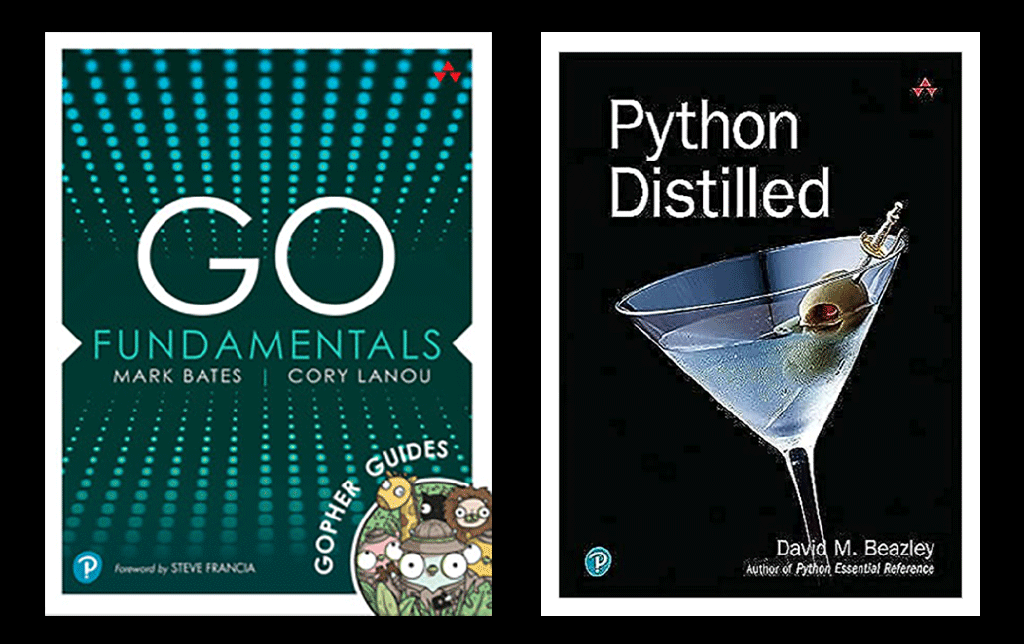 GO
FUNDAMENTALS
MARK BATES | CORY LANOU
GOPHER GUIDES
P
Foreword by STEVE FRANCIA
Python
Distilled
David M. Beazley
P
Author of Python Essential Reference